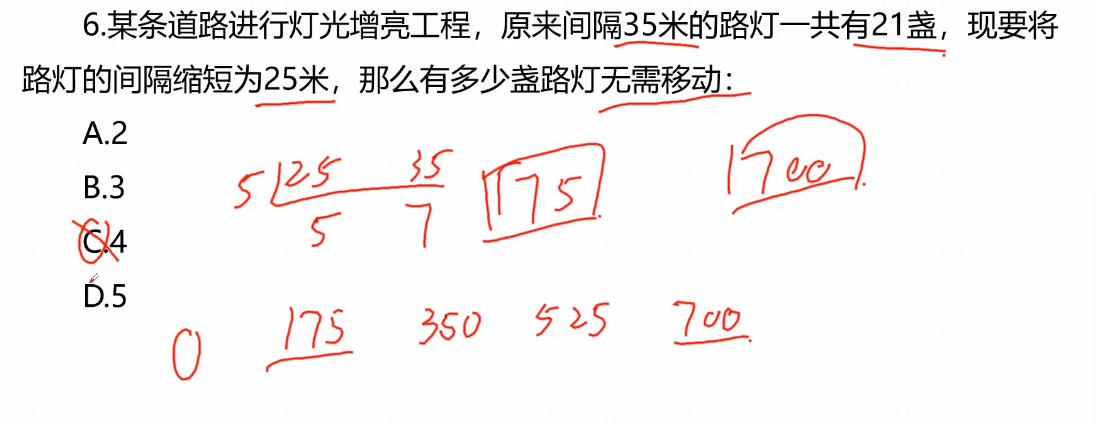 6.某条道路进行灯光增亮工程，原来间隔35米的路灯一共有21盏，现要将
路灯的间隔缩短为25米，那么有多少盏路灯无需移动：
A.2
B.3
C.4
D.5
5 25 35
5 7
175
700
0 175 350 525 700